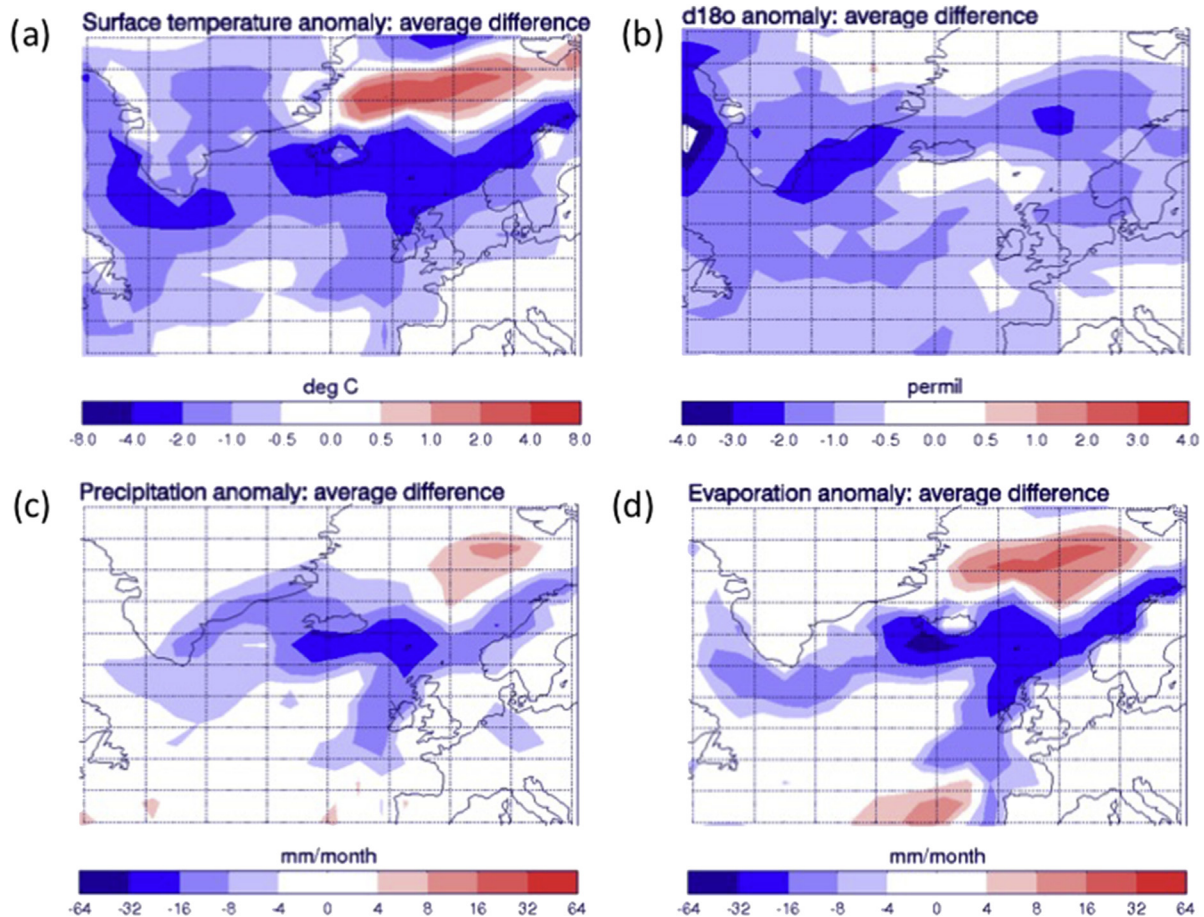 (a)
Surface temperature anomaly: average difference
deg C
-8.0 -4.0 -2.0 -1.0 -0.5 0.0 0.5 1.0 2.0 4.0 8.0
(b)
d18o anomaly: average difference
permil
-4.0 -3.0 -2.0 -1.0 -0.5 0.0 0.5 1.0 2.0 3.0 4.0
(c)
Precipitation anomaly: average difference
mm/month
-64 -32 -16 -8 -4 0 4 8 16 32 64
(d)
Evaporation anomaly: average difference
mm/month
-64 -32 -16 -8 -4 0 4 8 16 32 64